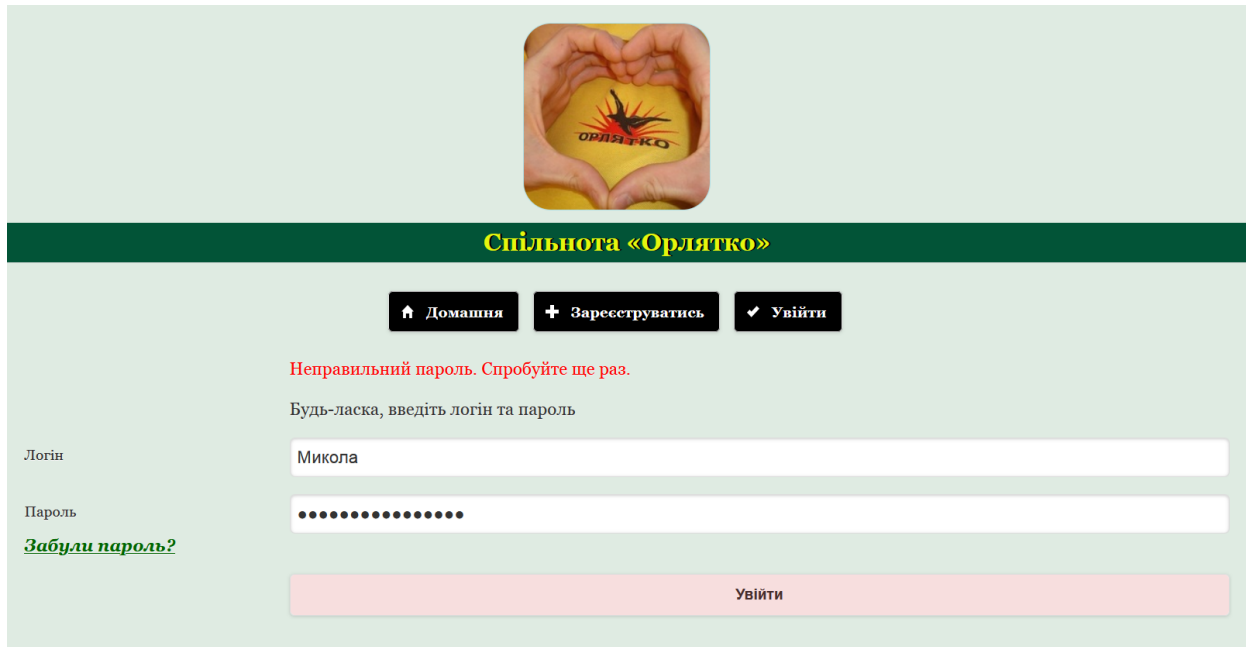 ОРЛЯТКО
Спільнота «Орлятко»
Домашня
Зареєструватись
Увійти
Неправильний пароль. Спробуйте ще раз.
Будь-ласка, введіть логін та пароль
Логін
Микола
Пароль
••••••••••••••••
Забули пароль?
Увійти